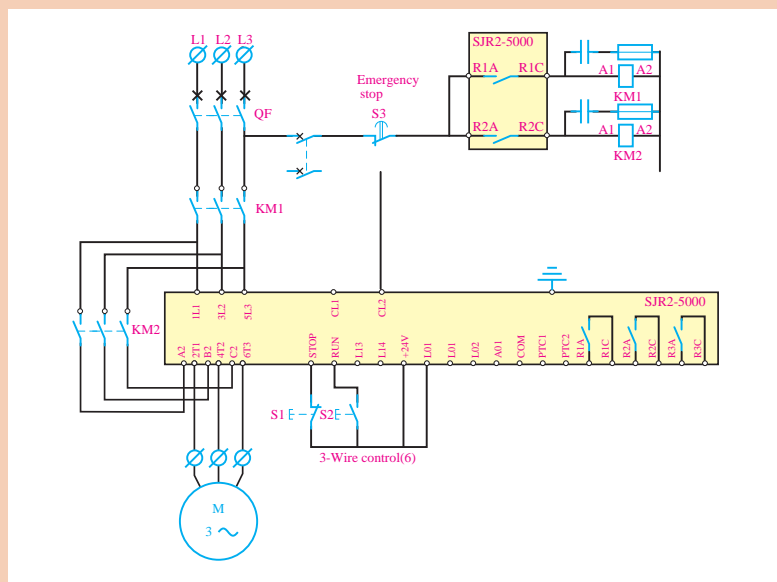 L1 L2 L3
SJR2-5000
R1A R1C
A1 A2
KM1
Emergency
stop
S3
QF
R2A R2C
A1 A2
KM2
KM1
SJR2-5000
1L1 3L2 5L3 CL1 CL2
KM2
A2 2T1 B2 4T2 C2 6T3 STOP RUN L13 L14 +24V L01 L01 L02 A01 COM PTC1 PTC2 R1A R1C R2A R2C R3A R3C
S1 S2
3-Wire control(6)
M
3